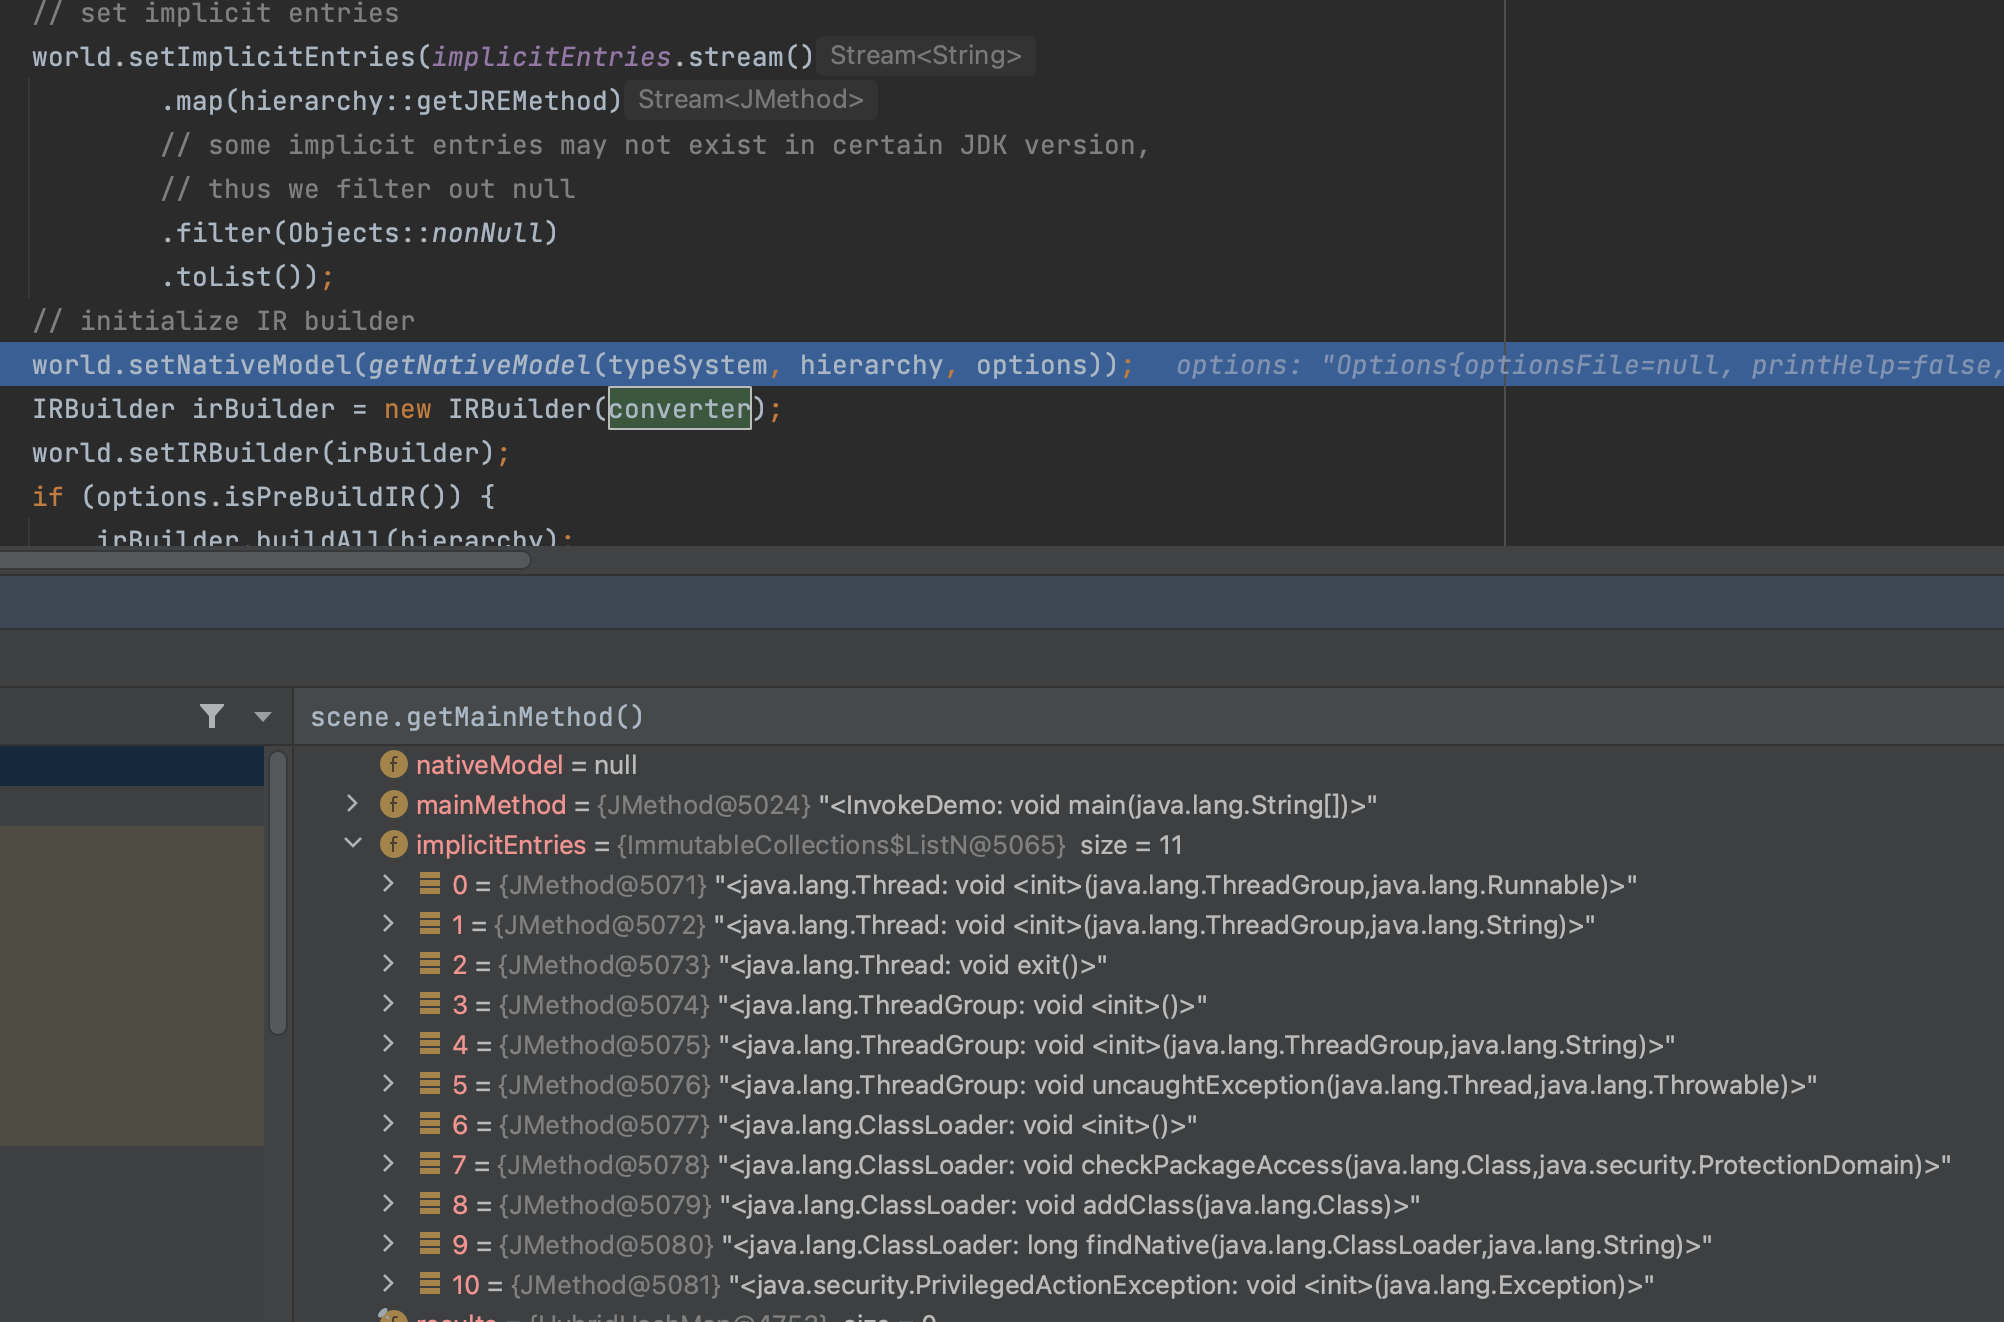 // set implicit entries
world.setImplicitEntries(implicitEntries.stream() Stream<String>
.map(hierarchy::getJREMethod) Stream<JMethod>
// some implicit entries may not exist in certain JDK version,
// thus we filter out null
.filter(Objects::nonNull)
.toList());
// initialize IR builder
world.setNativeModel(getNativeModel(typeSystem, hierarchy, options)); options: "Options{optionsFile=null, printHelp=false,
IRBuilder irBuilder = new IRBuilder(converter);
world.setIRBuilder(irBuilder);
if (options.isPreBuildIR()) {
irBuilder.buildAll(hierarchy);
scene.getMainMethod()
f nativeModel = null
f mainMethod = {JMethod@5024} "<InvokeDemo: void main(java.lang.String[])>"
f implicitEntries = {ImmutableCollections$ListN@5065} size = 11
0 = {JMethod@5071} "<java.lang.Thread: void <init>(java.lang.ThreadGroup,java.lang.Runnable)>"
1 = {JMethod@5072} "<java.lang.Thread: void <init>(java.lang.ThreadGroup,java.lang.String)>"
2 = {JMethod@5073} "<java.lang.Thread: void exit()>"
3 = {JMethod@5074} "<java.lang.ThreadGroup: void <init>()>"
4 = {JMethod@5075} "<java.lang.ThreadGroup: void <init>(java.lang.ThreadGroup,java.lang.String)>"
5 = {JMethod@5076} "<java.lang.ThreadGroup: void uncaughtException(java.lang.Thread,java.lang.Throwable)>"
6 = {JMethod@5077} "<java.lang.ClassLoader: void <init>()>"
7 = {JMethod@5078} "<java.lang.ClassLoader: void checkPackageAccess(java.lang.Class,java.security.ProtectionDomain)>"
8 = {JMethod@5079} "<java.lang.ClassLoader: void addClass(java.lang.Class)>"
9 = {JMethod@5080} "<java.lang.ClassLoader: long findNative(java.lang.ClassLoader,java.lang.String)>"
10 = {JMethod@5081} "<java.security.PrivilegedActionException: void <init>(java.lang.Exception)>"
f results = {HybridHashMap@4753} size = 0